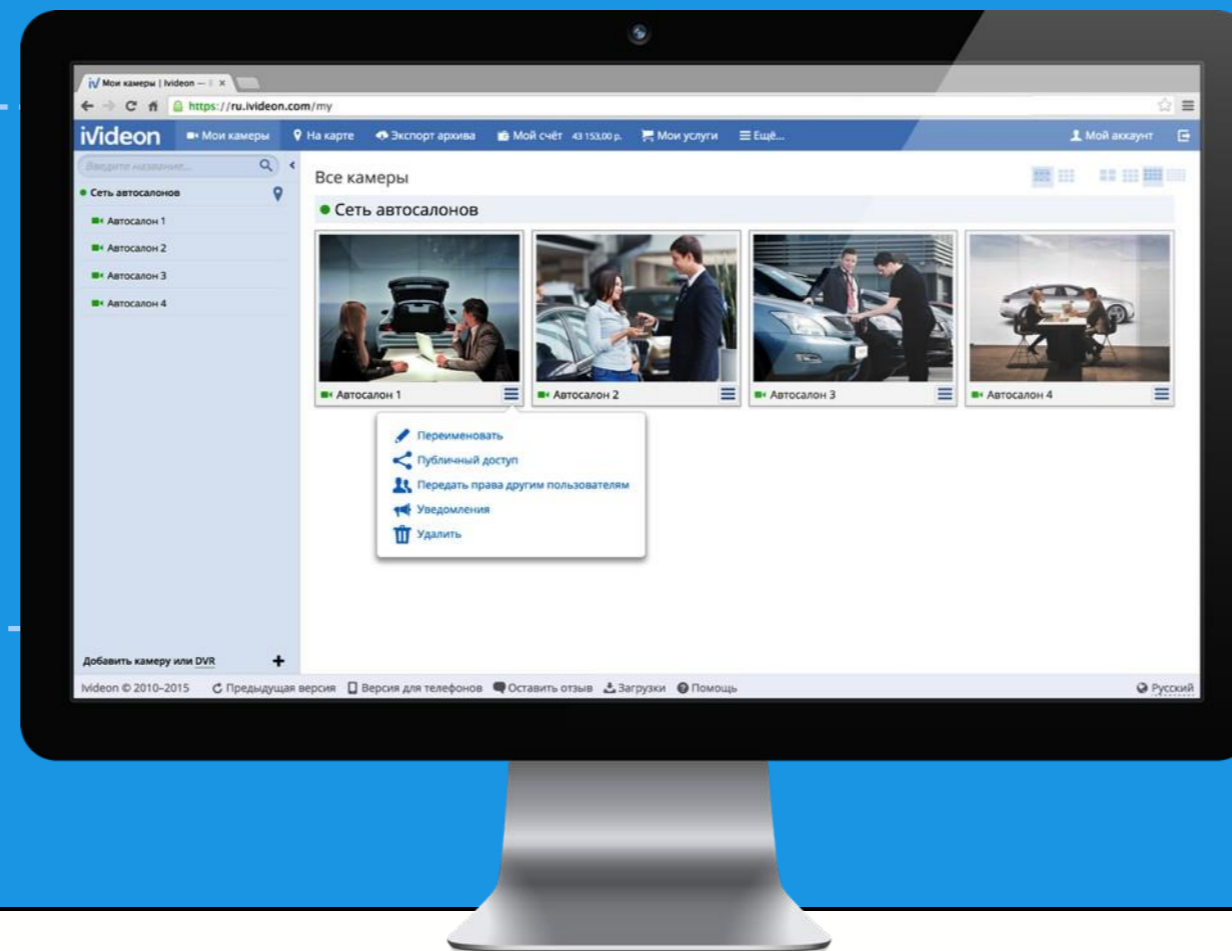 Мои камеры | Ivideon —
https://ru.ivideon.com/my
iVideon Мои камеры На карте Экспорт архива Мой счёт 43 153,00 р. Мои услуги Ещё... Мой аккаунт
Введите название...
Сеть автосалонов
Автосалон 1
Автосалон 2
Автосалон 3
Автосалон 4
Добавить камеру или DVR
Все камеры
Сеть автосалонов
Автосалон 1 Автосалон 2 Автосалон 3 Автосалон 4
Переименовать
Публичный доступ
Передать права другим пользователям
Уведомления
Удалить
Ivideon © 2010–2015 Предыдущая версия Версия для телефонов Оставить отзыв Загрузки Помощь Русский